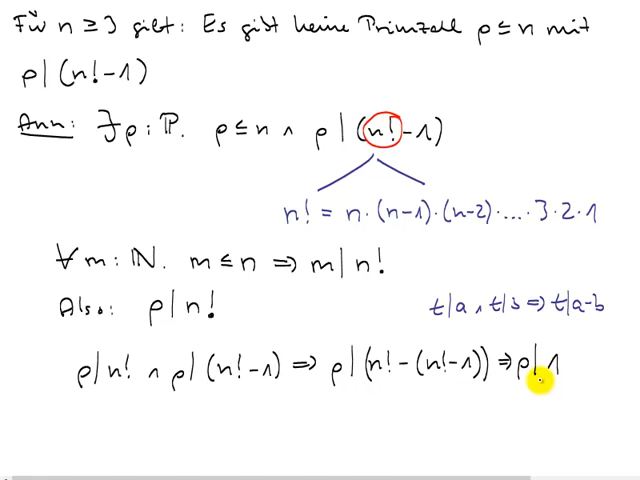 Für n ≥ 3 gilt: Es gibt keine Primzahl p ≤ n mit
p | (n! - 1)
Ann: ∃ p : ℙ. p ≤ n ∧ p | (n! - 1)
n! = n · (n-1) · (n-2) · .... · 3 · 2 · 1
∀ m : ℕ. m ≤ n ⇒ m | n!
Also: p | n!
t | a ∧ t | b ⇒ t | a-b
p | n! ∧ p | (n! - 1) ⇒ p | (n! - (n! - 1)) ⇒ p | 1